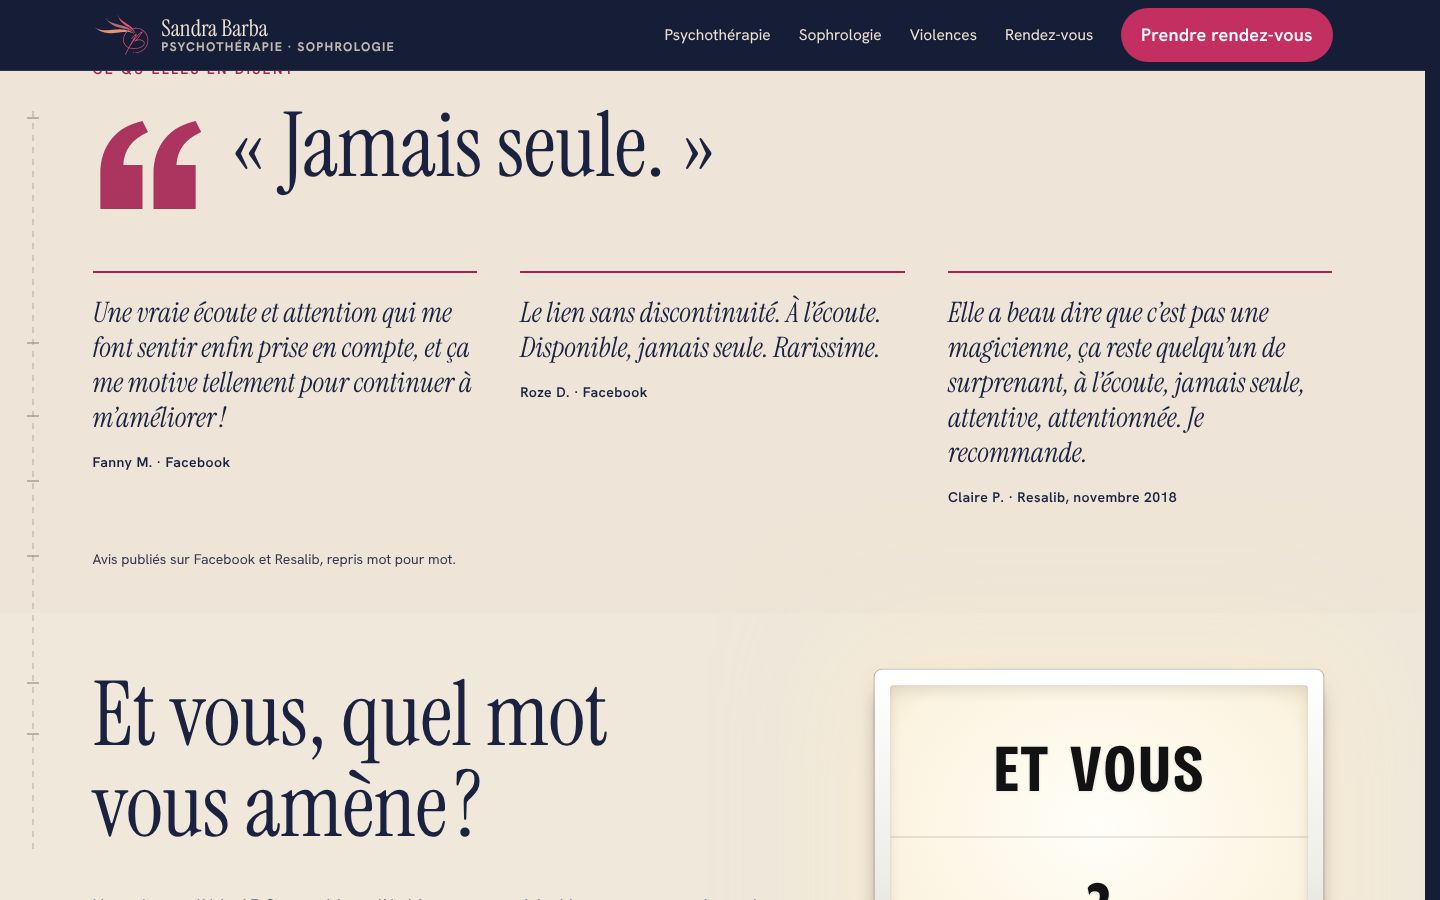 Sandra Barba
PSYCHOTHÉRAPIE · SOPHROLOGIE
Psychothérapie
Sophrologie
Violences
Rendez-vous
Prendre rendez-vous
« Jamais seule. »
Une vraie écoute et attention qui me
font sentir enfin prise en compte, et ça
me motive tellement pour continuer à
m’améliorer !
Fanny M. · Facebook
Le lien sans discontinuité. À l’écoute.
Disponible, jamais seule. Rarissime.
Roze D. · Facebook
Elle a beau dire que c’est pas une
magicienne, ça reste quelqu’un de
surprenant, à l’écoute, jamais seule,
attentive, attentionnée. Je
recommande.
Claire P. · Resalib, novembre 2018
Avis publiés sur Facebook et Resalib, repris mot pour mot.
Et vous, quel mot
vous amène ?
ET VOUS
?